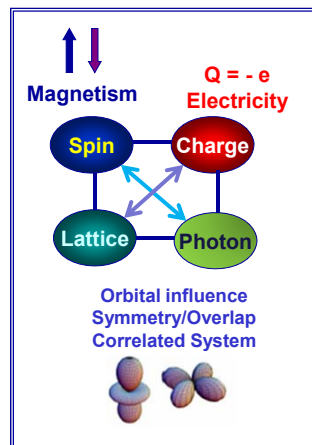 Q = - e
Magnetism
Electricity
Spin
Charge
Lattice
Photon
Orbital influence
Symmetry/Overlap
Correlated System